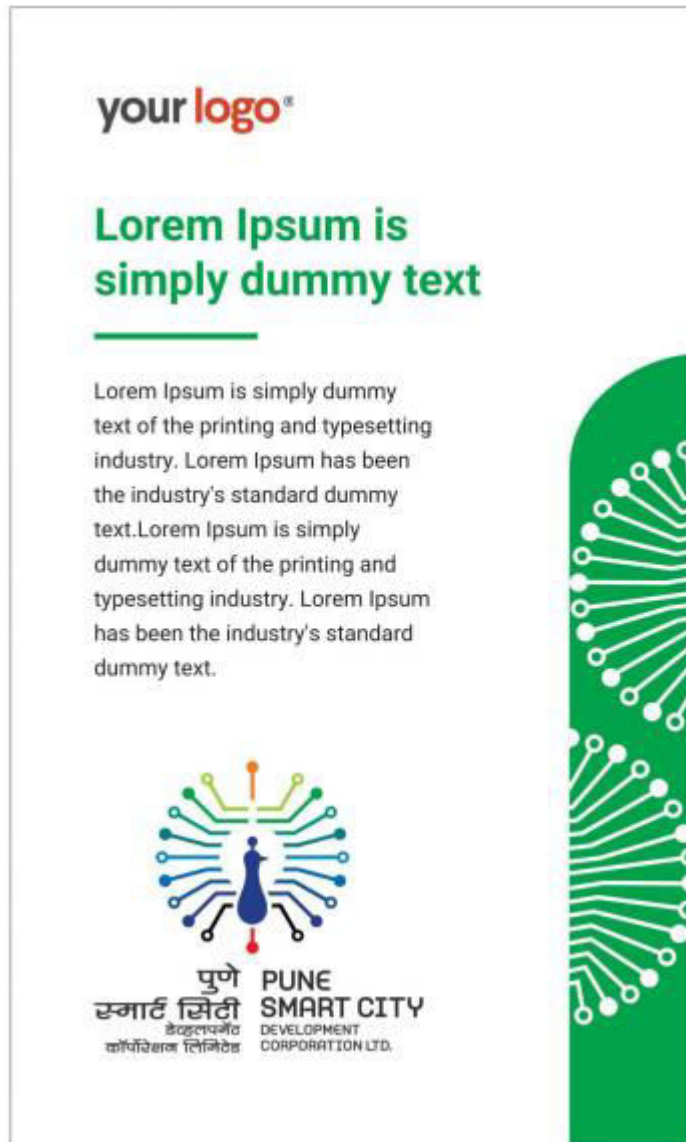 your logo®
Lorem Ipsum is
simply dummy text
Lorem Ipsum is simply dummy
text of the printing and typesetting
industry. Lorem Ipsum has been
the industry's standard dummy
text.Lorem Ipsum is simply
dummy text of the printing and
typesetting industry. Lorem Ipsum
has been the industry's standard
dummy text.
पुणे
स्मार्ट सिटी
डेव्हलपमेंट
कॉर्पोरेशन लिमिटेड
PUNE
SMART CITY
DEVELOPMENT
CORPORATION LTD.